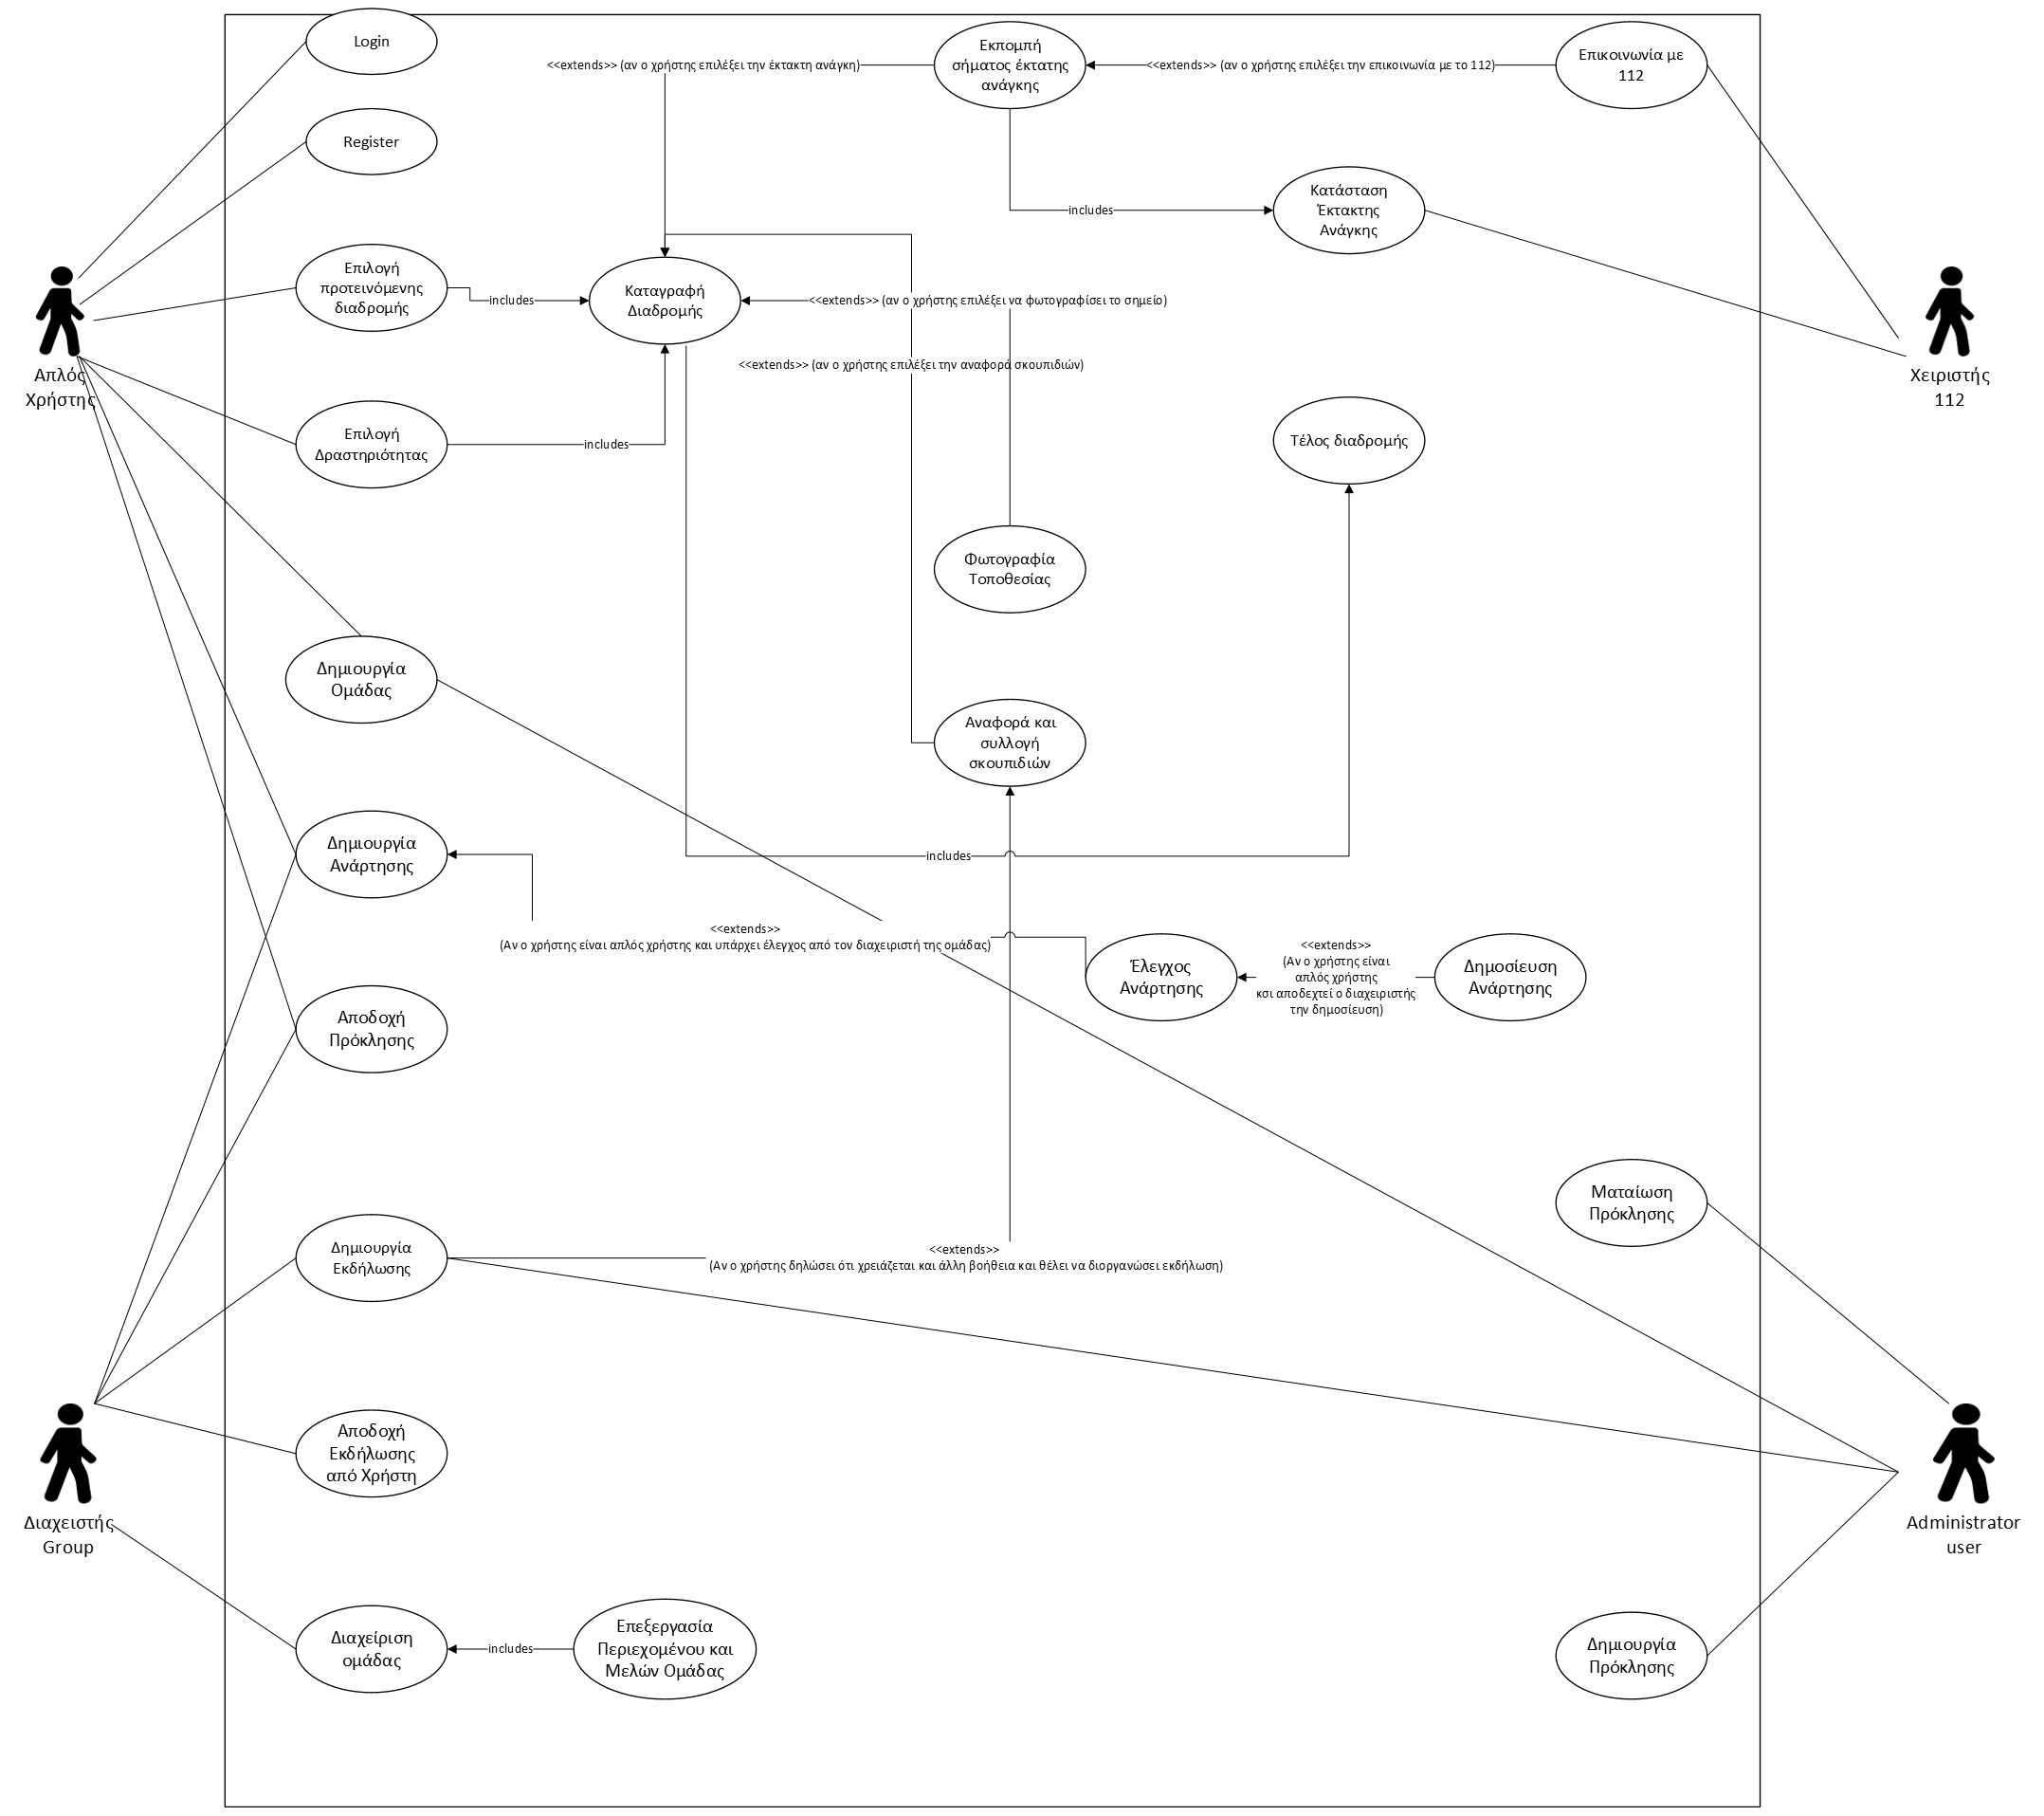 Login
<<extends>> (αν ο χρήστης επιλέξει την έκτακτη ανάγκη)
Εκπομπή
σήματος έκτατης
ανάγκης
<<extends>> (αν ο χρήστης επιλέξει την επικοινωνία με το 112)
Επικοινωνία με
112
Register
includes
Κατάσταση
Έκτακτης
Ανάγκης
Επιλογή
προτεινόμενης
διαδρομής
includes
Καταγραφή
Διαδρομής
<<extends>> (αν ο χρήστης επιλέξει να φωτογραφίσει το σημείο)
<<extends>> (αν ο χρήστης επιλέξει την αναφορά σκουπιδιών)
Απλός
Χρήστης
Χειριστής
112
Επιλογή
Δραστηριότητας
includes
Τέλος διαδρομής
Φωτογραφία
Τοποθεσίας
Δημιουργία
Ομάδας
Αναφορά και
συλλογή
σκουπιδιών
Δημιουργία
Ανάρτησης
includes
<<extends>>
(Αν ο χρήστης είναι απλός χρήστης και υπάρχει έλεγχος από τον διαχειριστή της ομάδας)
Έλεγχος
Ανάρτησης
<<extends>>
(Αν ο χρήστης είναι
απλός χρήστης
κσι αποδεχτεί ο διαχειριστής
την δημοσίευση)
Δημοσίευση
Ανάρτησης
Αποδοχή
Πρόκλησης
Ματαίωση
Πρόκλησης
Δημιουργία
Εκδήλωσης
<<extends>>
(Αν ο χρήστης δηλώσει ότι χρειάζεται και άλλη βοήθεια και θέλει να διοργανώσει εκδήλωση)
Αποδοχή
Εκδήλωσης
από Χρήστη
Διαχειστής
Group
Administrator
user
Διαχείριση
ομάδας
includes
Επεξεργασία
Περιεχομένου και
Μελών Ομάδας
Δημιουργία
Πρόκλησης